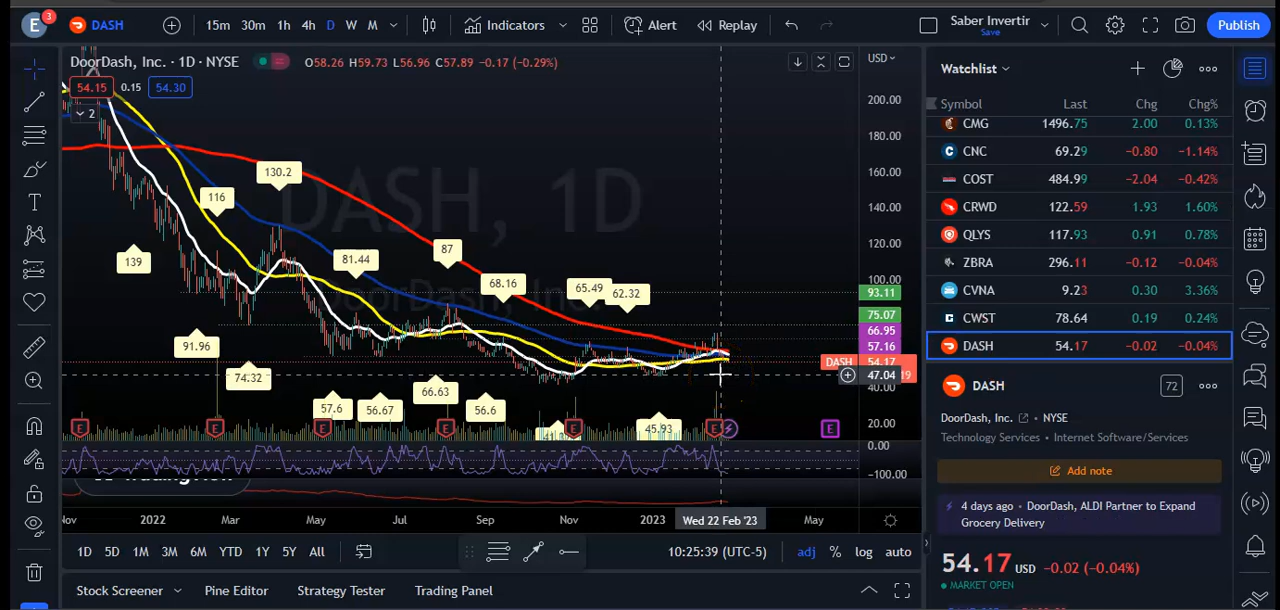 E 3 DASH 15m 30m 1h 4h D W M Indicators Alert Replay Saber Invertir Save Publish
DoorDash, Inc. · 1D · NYSE O58.26 H59.73 L56.96 C57.89 −0.17 (−0.29%) USD
54.15 0.15 54.30
2
DASH, 1D
DoorDash, Inc.
130.2
116
139
81.44
87
68.16
65.49
62.32
91.96
74.32
57.6
56.67
66.63
56.6
45.93
E E E E E E E
200.00
180.00
160.00
140.00
120.00
100.00
93.11
75.07
66.95
57.16
DASH 54.17
47.04
40.00
20.00
0.00
−100.00
Nov 2022 Mar May Jul Sep Nov 2023 Wed 22 Feb '23 May
1D 5D 1M 3M 6M YTD 1Y 5Y All 10:25:39 (UTC-5) adj % log auto
Stock Screener Pine Editor Strategy Tester Trading Panel
Watchlist
Symbol Last Chg Chg%
CMG 1496.75 2.00 0.13%
CNC 69.29 −0.80 −1.14%
COST 484.99 −2.04 −0.42%
CRWD 122.59 1.93 1.60%
QLYS 117.93 0.91 0.78%
ZBRA 296.11 −0.12 −0.04%
CVNA 9.23 0.30 3.36%
CWST 78.64 0.19 0.24%
DASH 54.17 −0.02 −0.04%
DASH 72
DoorDash, Inc. · NYSE
Technology Services · Internet Software/Services
Add note
4 days ago · DoorDash, ALDI Partner to Expand
Grocery Delivery
54.17 USD −0.02 (−0.04%)
MARKET OPEN